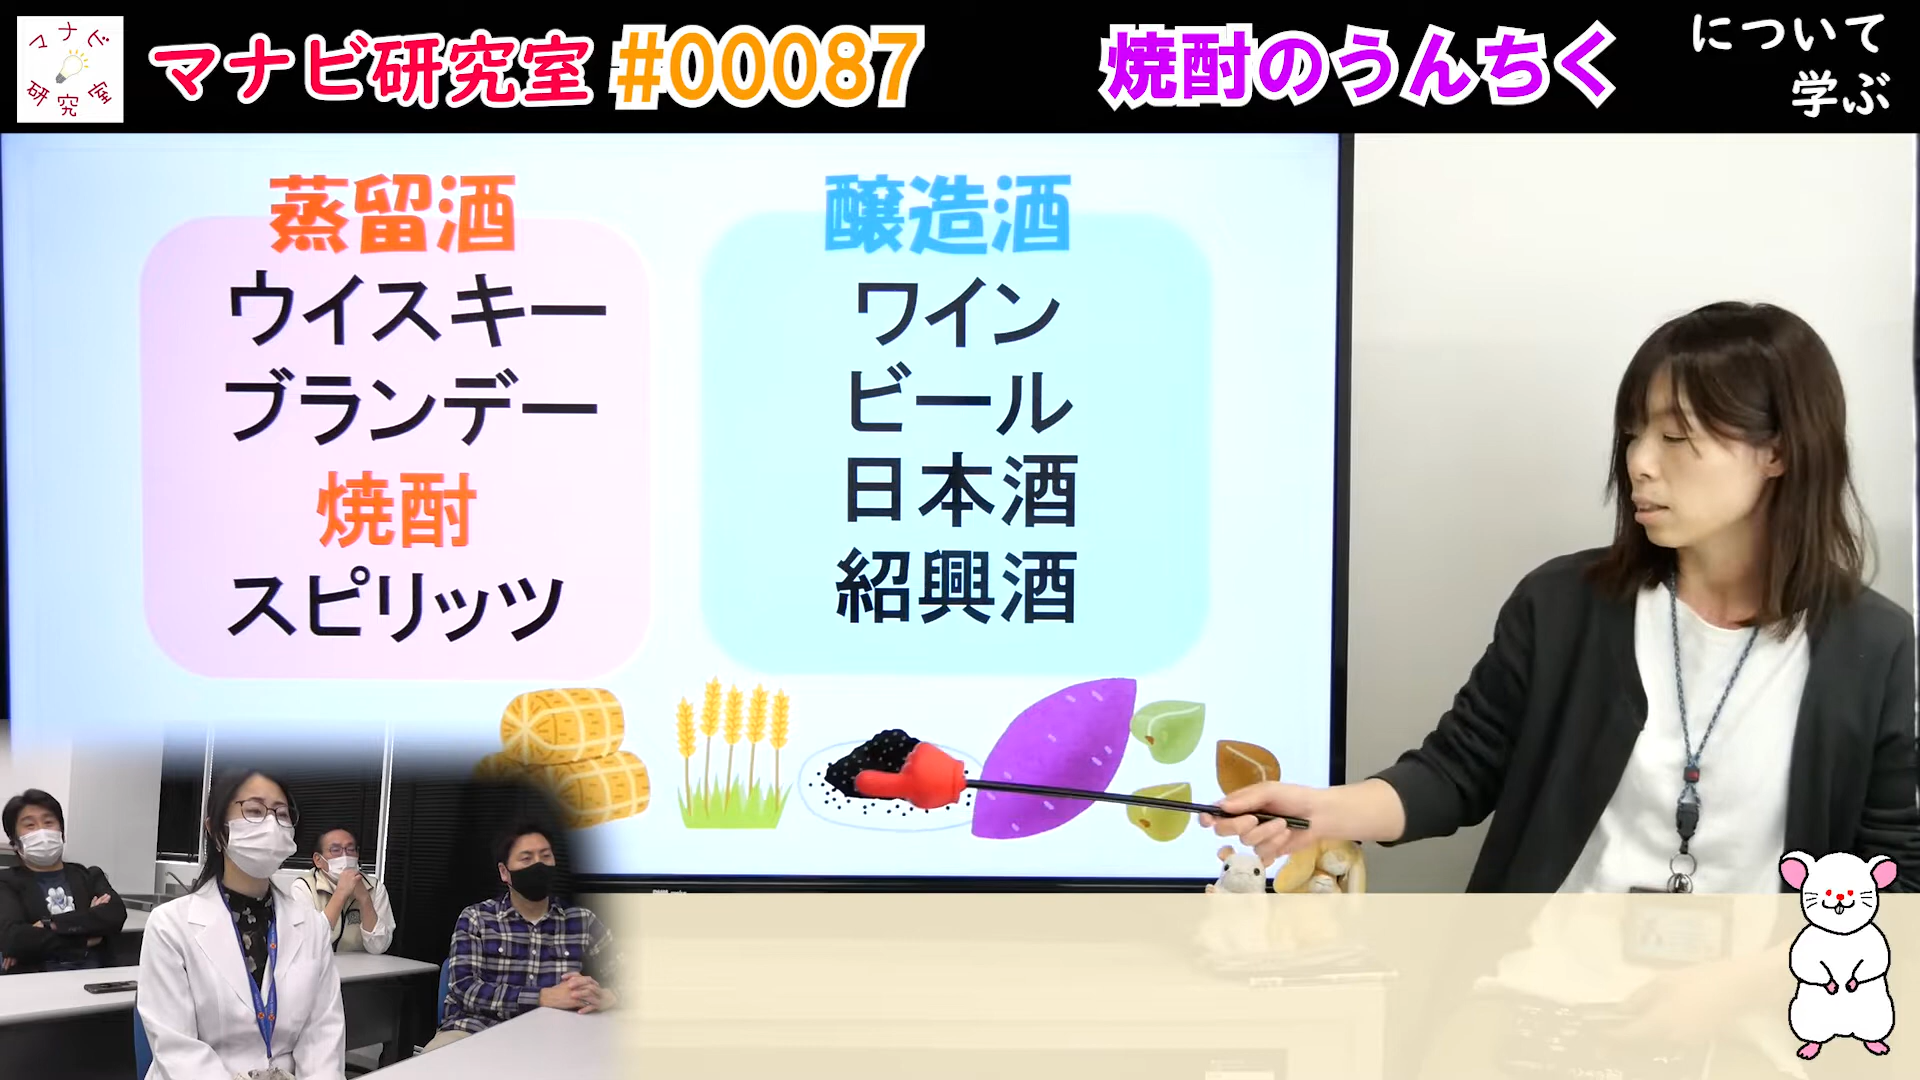 マナビ
研究室
マナビ研究室 #00087
焼酎のうんちく
について
学ぶ
蒸留酒
ウイスキー
ブランデー
焼酎
スピリッツ
醸造酒
ワイン
ビール
日本酒
紹興酒